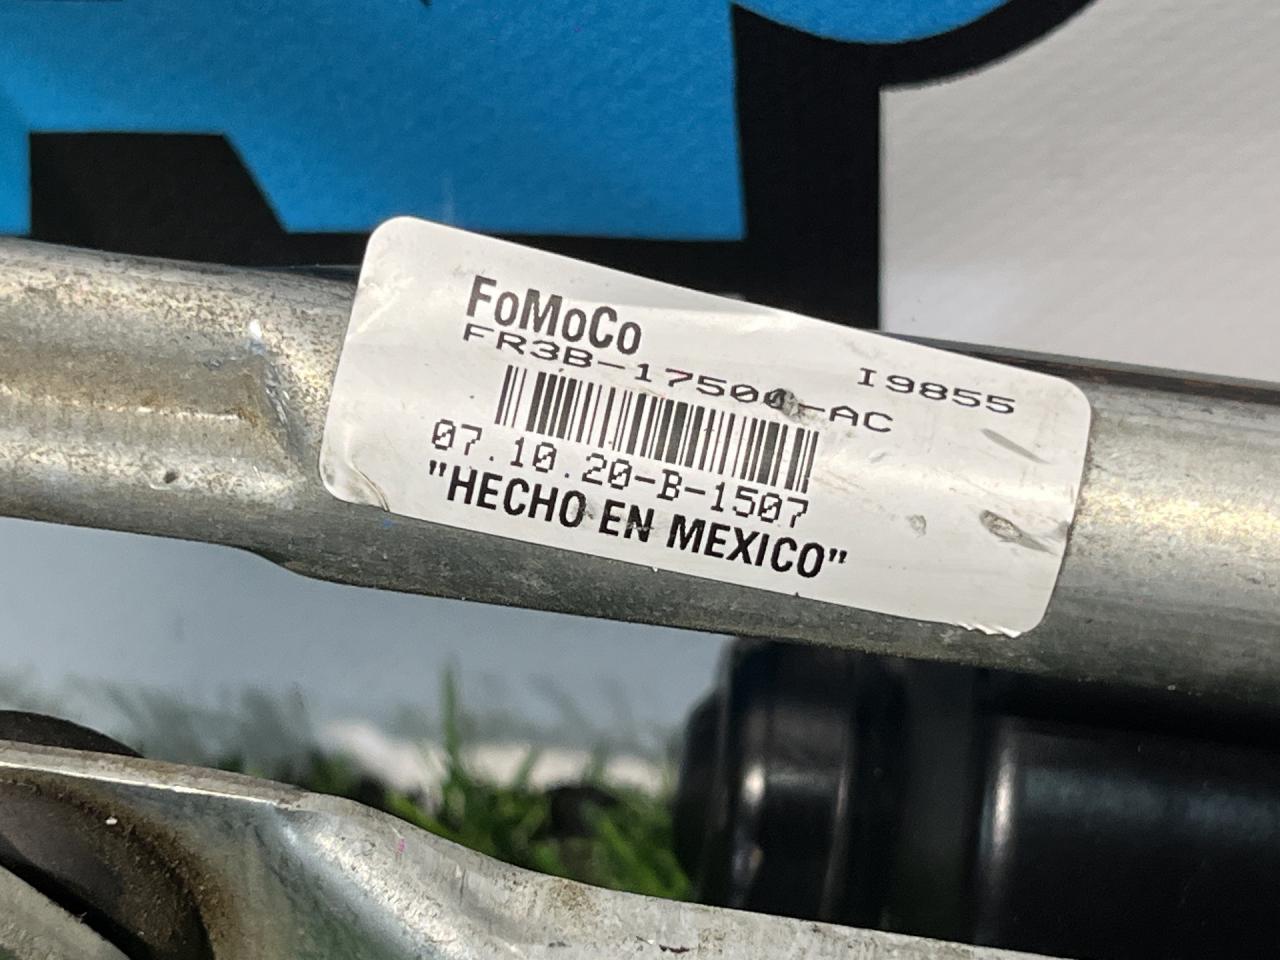 FoMoCo
I9855
FR3B-17500-AC
07.10.20-B-1507
"HECHO EN MEXICO"